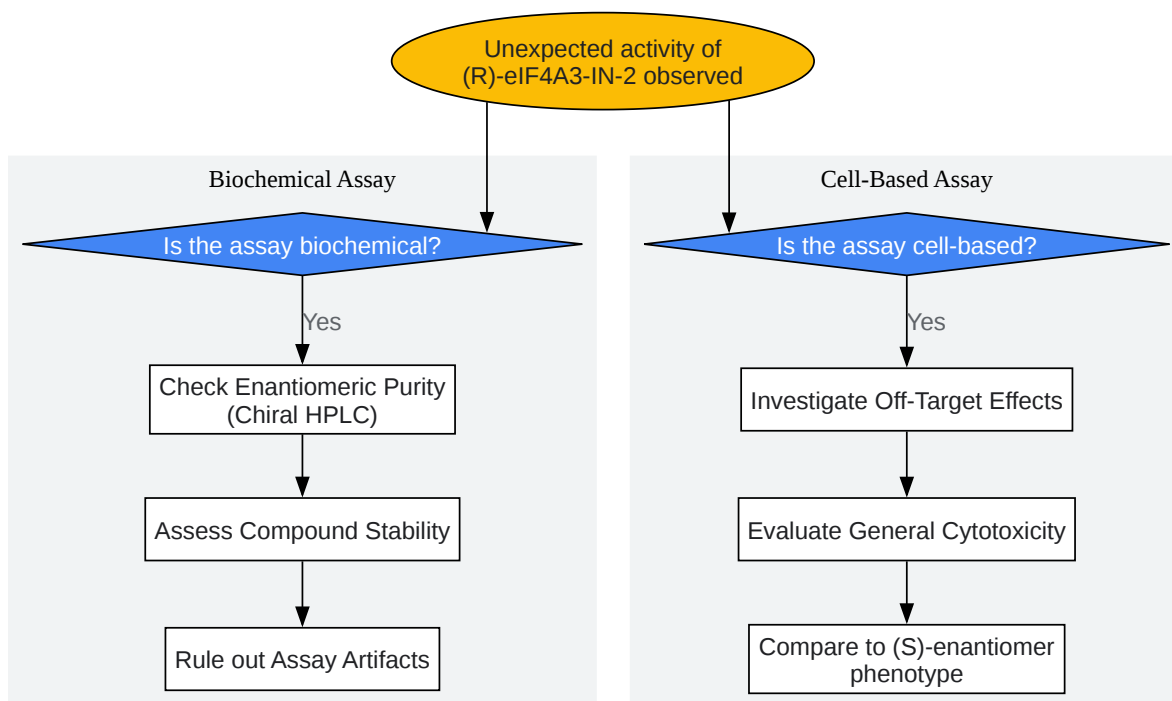 Unexpected activity of
(R)-eIF4A3-IN-2 observed
Biochemical Assay
Is the assay biochemical?
Yes
Check Enantiomeric Purity
(Chiral HPLC)
Assess Compound Stability
Rule out Assay Artifacts
Cell-Based Assay
Is the assay cell-based?
Yes
Investigate Off-Target Effects
Evaluate General Cytotoxicity
Compare to (S)-enantiomer
phenotype